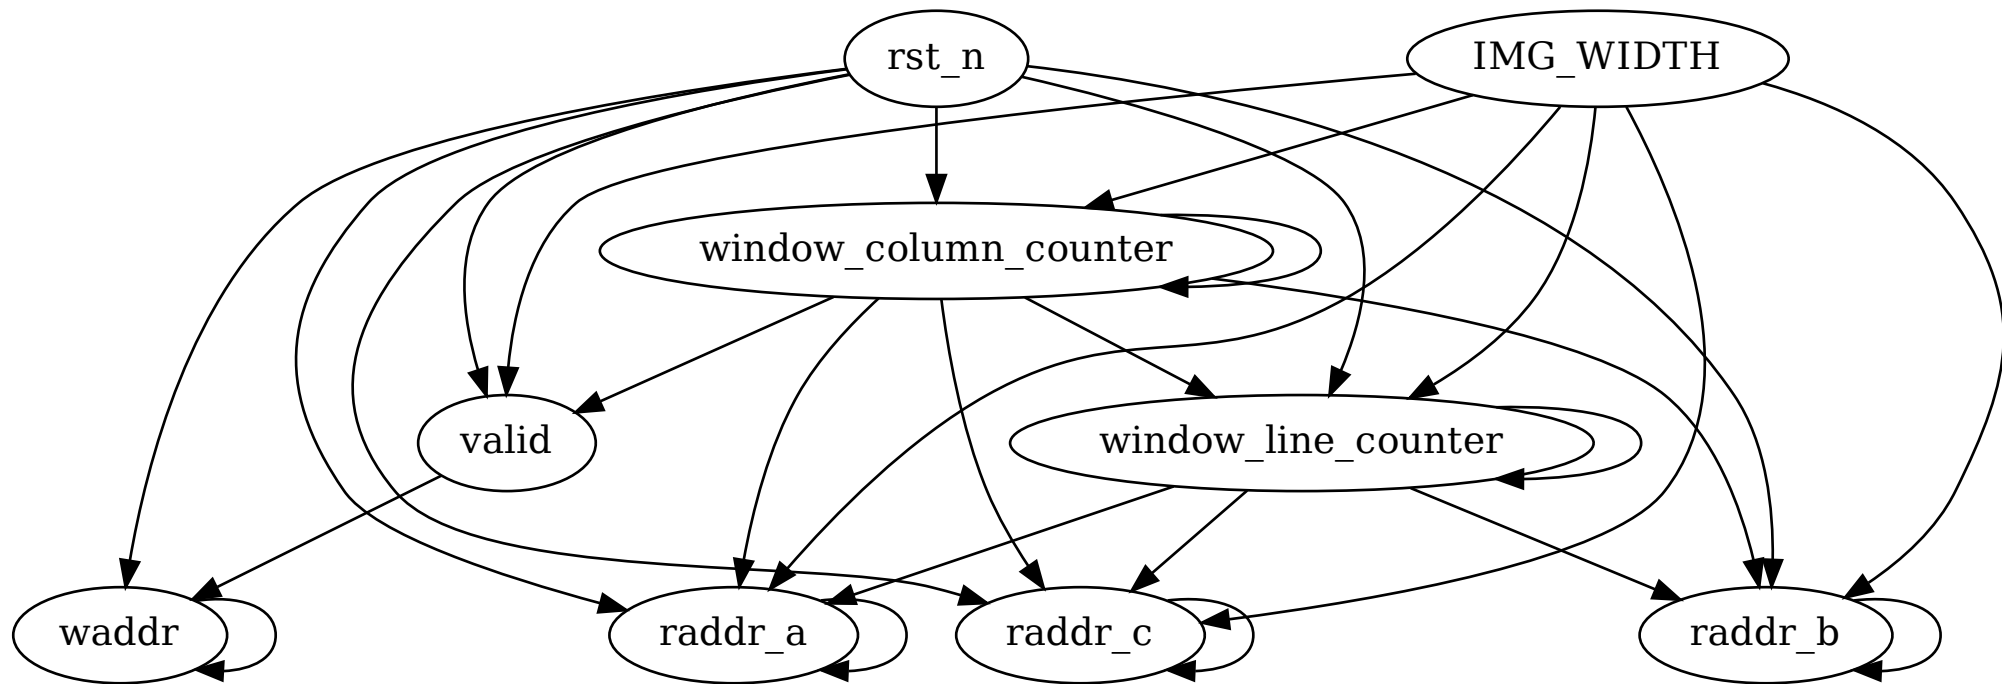 rst_n
IMG_WIDTH
window_column_counter
valid
window_line_counter
waddr
raddr_a
raddr_c
raddr_b